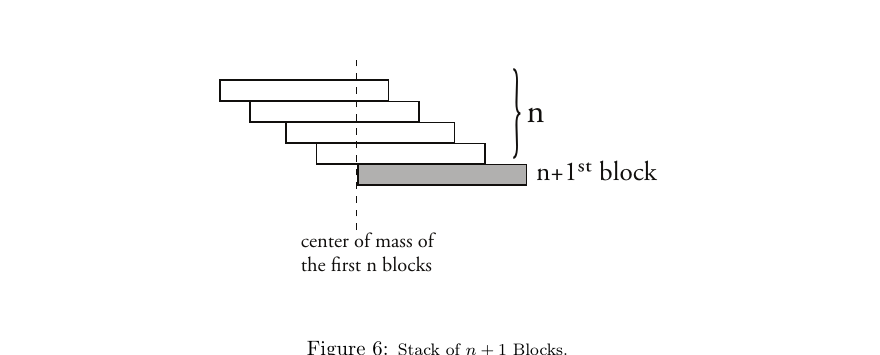 n
n+1st block
center of mass of
the first n blocks
Figure 6: Stack of n + 1 Blocks.